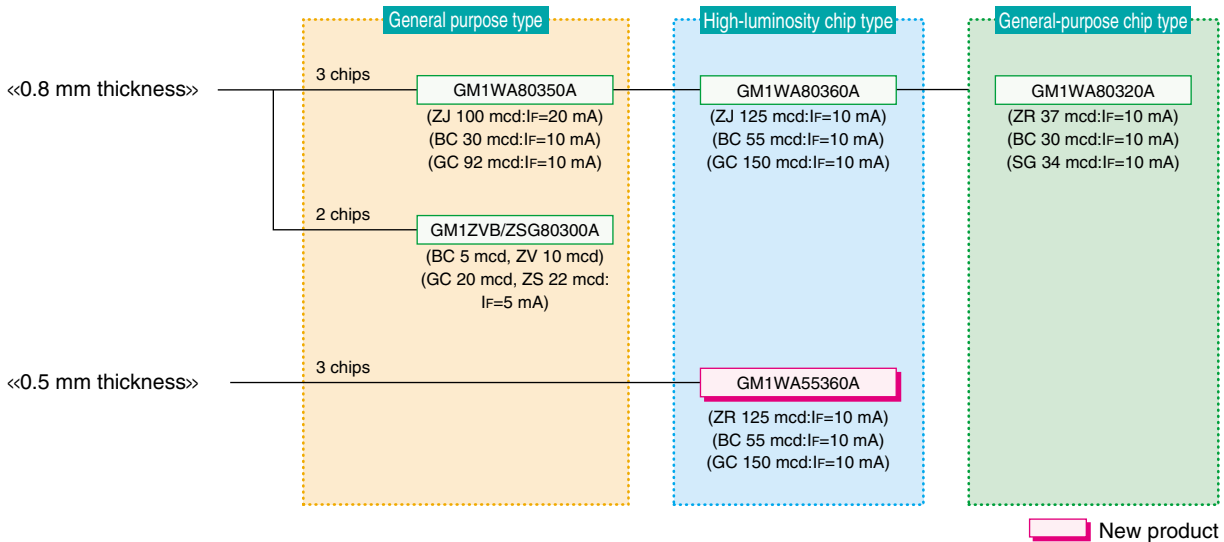 General purpose type
High-luminosity chip type
General-purpose chip type
«0.8 mm thickness»
3 chips
GM1WA80350A
(ZJ 100 mcd:IF=20 mA)
(BC 30 mcd:IF=10 mA)
(GC 92 mcd:IF=10 mA)
GM1WA80360A
(ZJ 125 mcd:IF=10 mA)
(BC 55 mcd:IF=10 mA)
(GC 150 mcd:IF=10 mA)
GM1WA80320A
(ZR 37 mcd:IF=10 mA)
(BC 30 mcd:IF=10 mA)
(SG 34 mcd:IF=10 mA)
2 chips
GM1ZVB/ZSG80300A
(BC 5 mcd, ZV 10 mcd)
(GC 20 mcd, ZS 22 mcd:
IF=5 mA)
«0.5 mm thickness»
3 chips
GM1WA55360A
(ZR 125 mcd:IF=10 mA)
(BC 55 mcd:IF=10 mA)
(GC 150 mcd:IF=10 mA)
New product